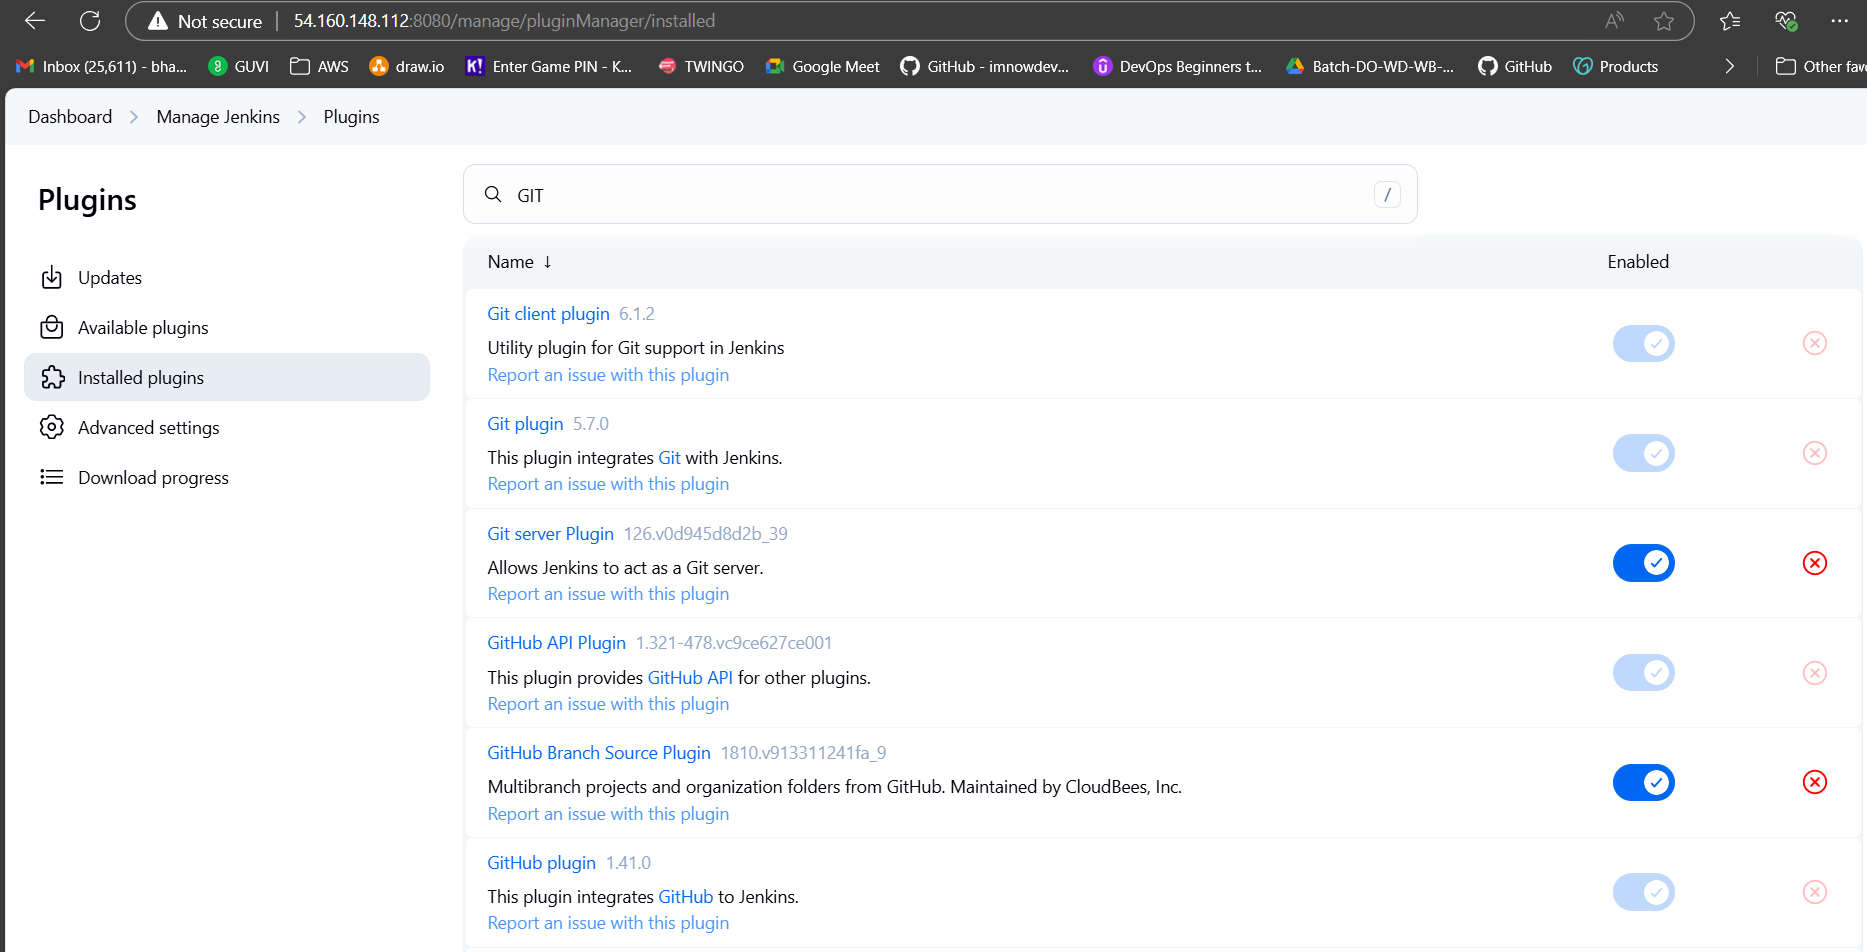 Not secure 54.160.148.112:8080/manage/pluginManager/installed
Inbox (25,611) - bha... GUVI AWS draw.io K! Enter Game PIN - K... TWINGO Google Meet GitHub - imnowdev... DevOps Beginners t... Batch-DO-WD-WB-... GitHub Products Other fav
Dashboard Manage Jenkins Plugins
Plugins
Updates
Available plugins
Installed plugins
Advanced settings
Download progress
GIT /
Name ↓ Enabled
Git client plugin 6.1.2
Utility plugin for Git support in Jenkins
Report an issue with this plugin
Git plugin 5.7.0
This plugin integrates Git with Jenkins.
Report an issue with this plugin
Git server Plugin 126.v0d945d8d2b_39
Allows Jenkins to act as a Git server.
Report an issue with this plugin
GitHub API Plugin 1.321-478.vc9ce627ce001
This plugin provides GitHub API for other plugins.
Report an issue with this plugin
GitHub Branch Source Plugin 1810.v913311241fa_9
Multibranch projects and organization folders from GitHub. Maintained by CloudBees, Inc.
Report an issue with this plugin
GitHub plugin 1.41.0
This plugin integrates GitHub to Jenkins.
Report an issue with this plugin